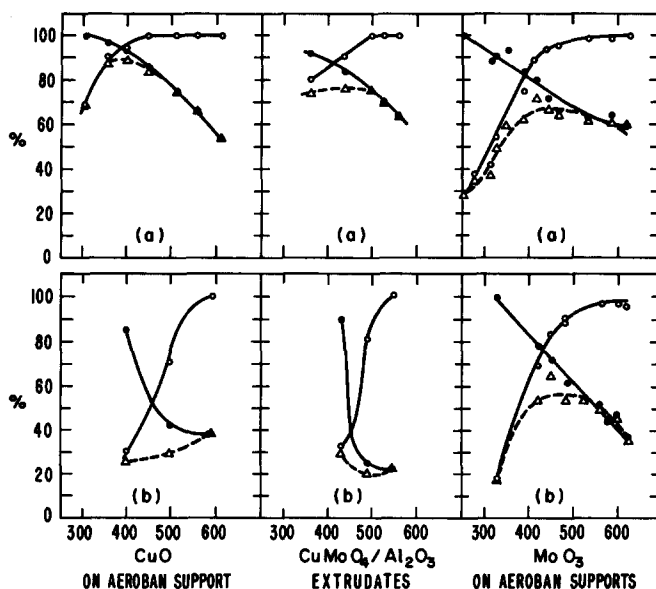 100
80
60
%
40
20
0
(a)
(a)
(a)
100
80
60
%
40
20
0
(b)
(b)
(b)
300 400 500 600
300 400 500 600
300 400 500 600
CuO
ON AEROBAN SUPPORT
CuMoO4/Al2O3
EXTRUDATES
MoO3
ON AEROBAN SUPPORTS